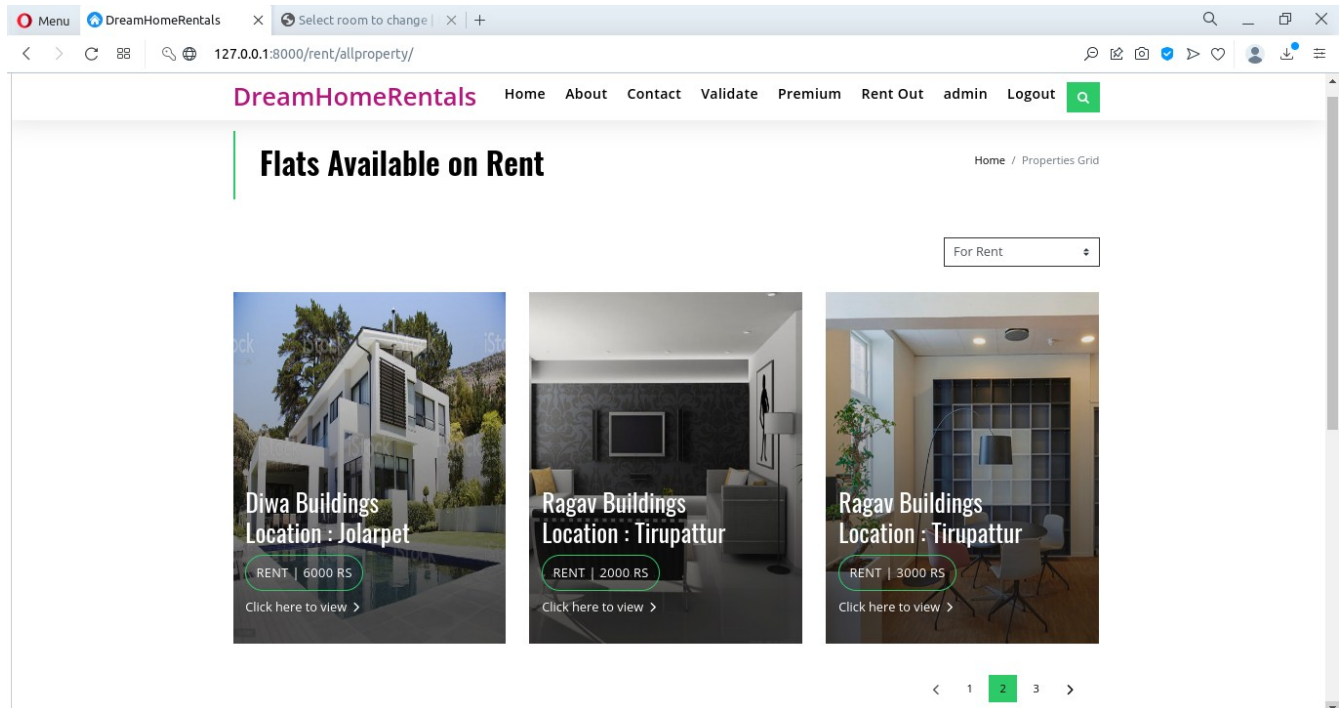 Menu DreamHomeRentals Select room to change
127.0.0.1:8000/rent/allproperty/
DreamHomeRentals Home About Contact Validate Premium Rent Out admin Logout
Flats Available on Rent
Home / Properties Grid
For Rent
iStock
Diwa Buildings
Location : Jolarpet
RENT | 6000 RS
Click here to view
Ragav Buildings
Location : Tirupattur
RENT | 2000 RS
Click here to view
Ragav Buildings
Location : Tirupattur
RENT | 3000 RS
Click here to view
1 2 3